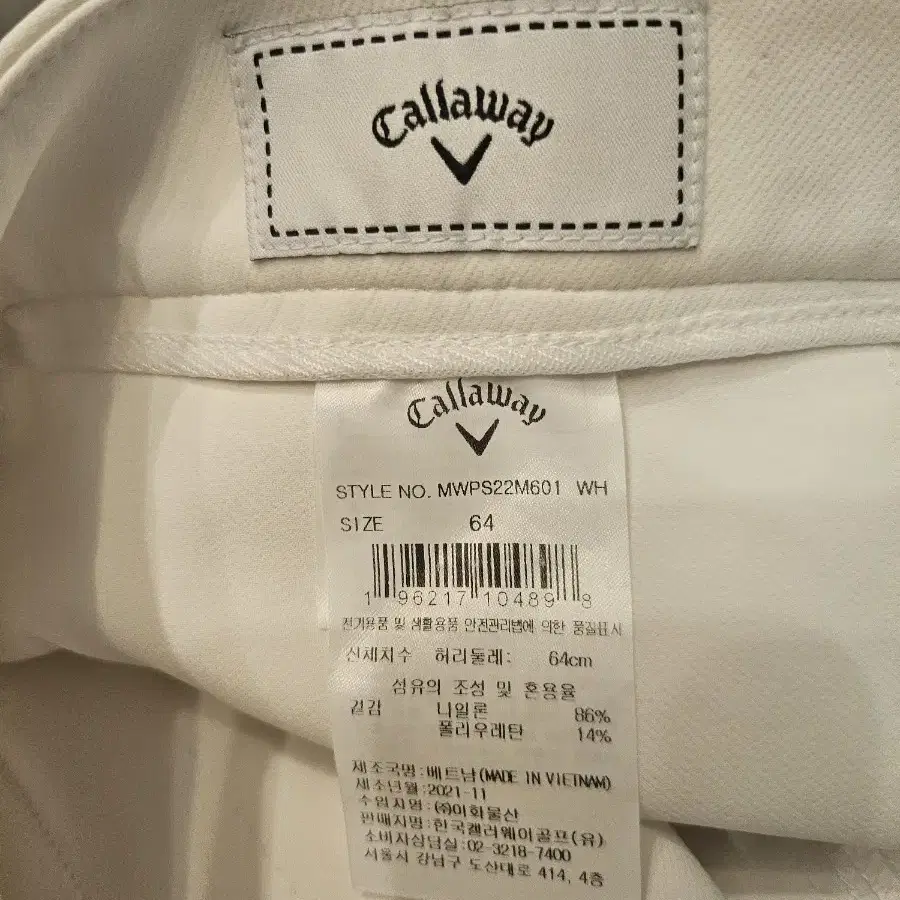 Callaway
Callaway
STYLE NO. MWPS22M601 WH
SIZE 64
1 96217 10489 8
전기용품 및 생활용품 안전관리법에 의한 품질표시
신체치수 허리둘레: 64cm
섬유의 조성 및 혼용율
겉감 니일론 86%
폴리우레탄 14%
제조국명:베트남(MADE IN VIETNAM)
제조년월:2021-11
수입자명:㈜이화물산
판매자명:한국캘러웨이골프(유)
소비자상담실:02-3218-7400
서울시 강남구 도산대로 414, 4층